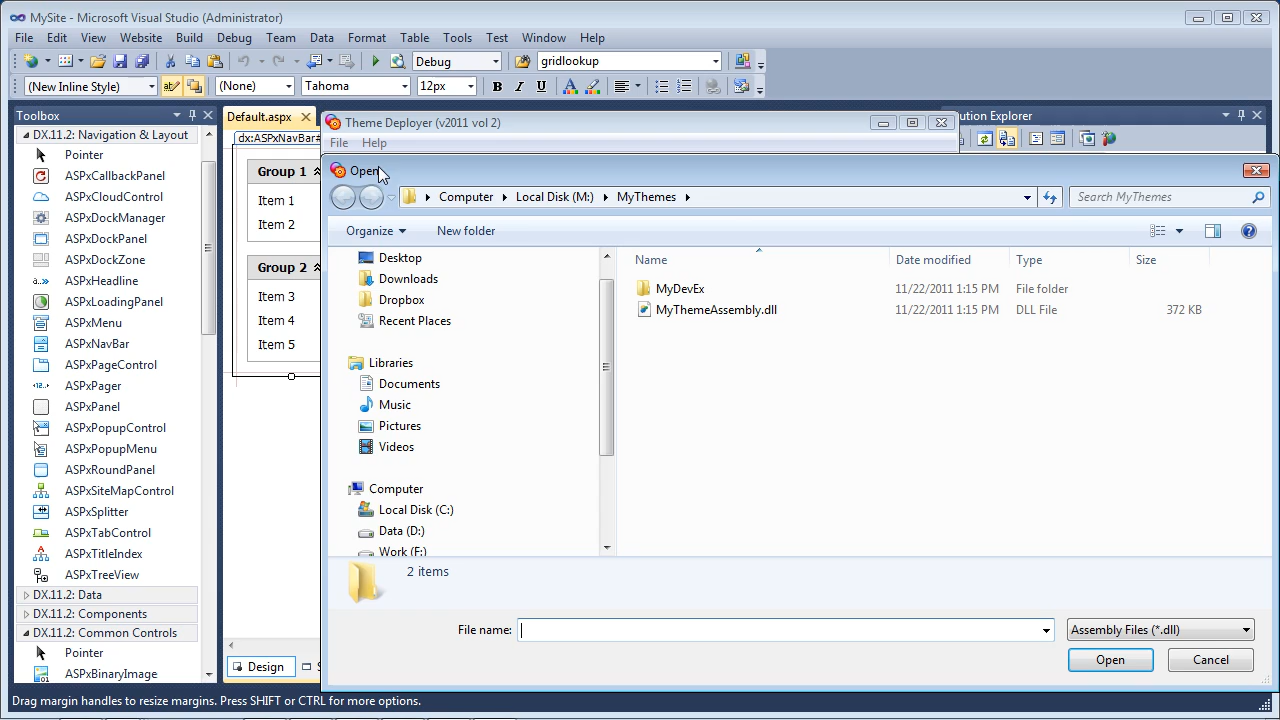 MySite - Microsoft Visual Studio (Administrator)
File Edit View Website Build Debug Team Data Format Table Tools Test Window Help
Debug gridlookup
(New Inline Style) (None) Tahoma 12px B I U A
Toolbox
DX.11.2: Navigation & Layout
Pointer
ASPxCallbackPanel
ASPxCloudControl
ASPxDockManager
ASPxDockPanel
ASPxDockZone
ASPxHeadline
ASPxLoadingPanel
ASPxMenu
ASPxNavBar
ASPxPageControl
ASPxPager
ASPxPanel
ASPxPopupControl
ASPxPopupMenu
ASPxRoundPanel
ASPxSiteMapControl
ASPxSplitter
ASPxTabControl
ASPxTitleIndex
ASPxTreeView
DX.11.2: Data
DX.11.2: Components
DX.11.2: Common Controls
Pointer
ASPxBinaryImage
Default.aspx
dx:ASPxNavBar#
Group 1
Item 1
Item 2
Group 2
Item 3
Item 4
Item 5
Design
Theme Deployer (v2011 vol 2)
File Help
ution Explorer
Open
Computer Local Disk (M:) MyThemes
Search MyThemes
Organize New folder
Desktop
Downloads
Dropbox
Recent Places
Libraries
Documents
Music
Pictures
Videos
Computer
Local Disk (C:)
Data (D:)
Work (F:)
Name Date modified Type Size
MyDevEx 11/22/2011 1:15 PM File folder
MyThemeAssembly.dll 11/22/2011 1:15 PM DLL File 372 KB
2 items
File name: Assembly Files (*.dll)
Open Cancel
Drag margin handles to resize margins. Press SHIFT or CTRL for more options.